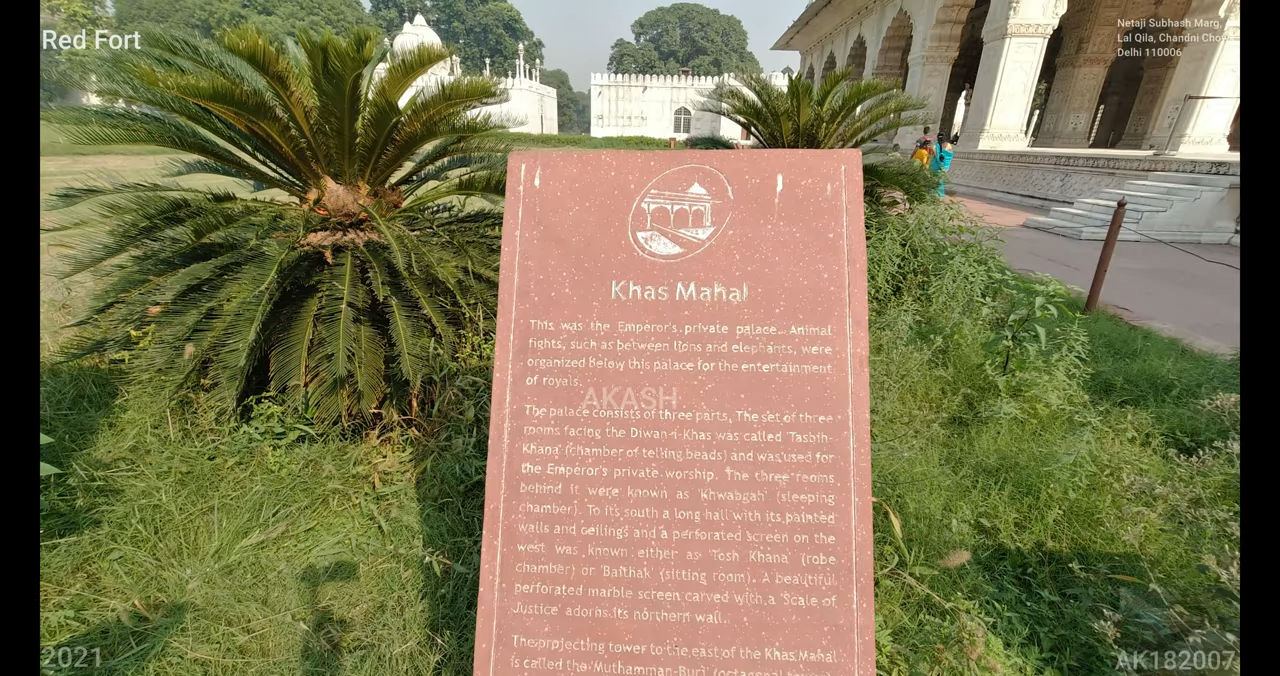 Red Fort
Netaji Subhash Marg,
Lal Qila, Chandni Cho
Delhi 110006
Khas Mahal
This was the Emperor's private palace. Animal
fights, such as between lions and elephants, were
organized below this palace for the entertainment
of royals.
AKASH
The palace consists of three parts. The set of three
rooms facing the Diwan-i-Khas was called 'Tasbih-
Khana' (chamber of telling beads) and was used for
the Emperor's private worship. The three rooms
behind it were known as 'Khwabgah' (sleeping
chamber). To its south a long hall with its painted
walls and ceilings and a perforated screen on the
west was known either as 'Tosh Khana' (robe
chamber) or 'Baithak' (sitting room). A beautiful
perforated marble screen carved with a 'Scale of
Justice' adorns its northern wall.
The projecting tower to the east of the Khas Mahal
is called the 'Muthamman-Burj' (octagonal tower).
2021
AK182007